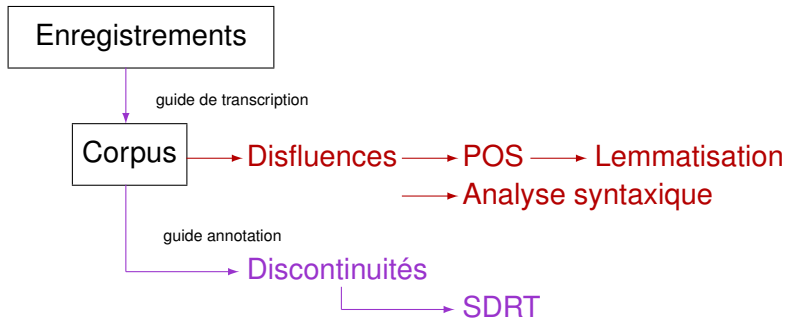 Enregistrements
guide de transcription
Corpus Disfluences POS Lemmatisation
Analyse syntaxique
guide annotation
Discontinuités
SDRT